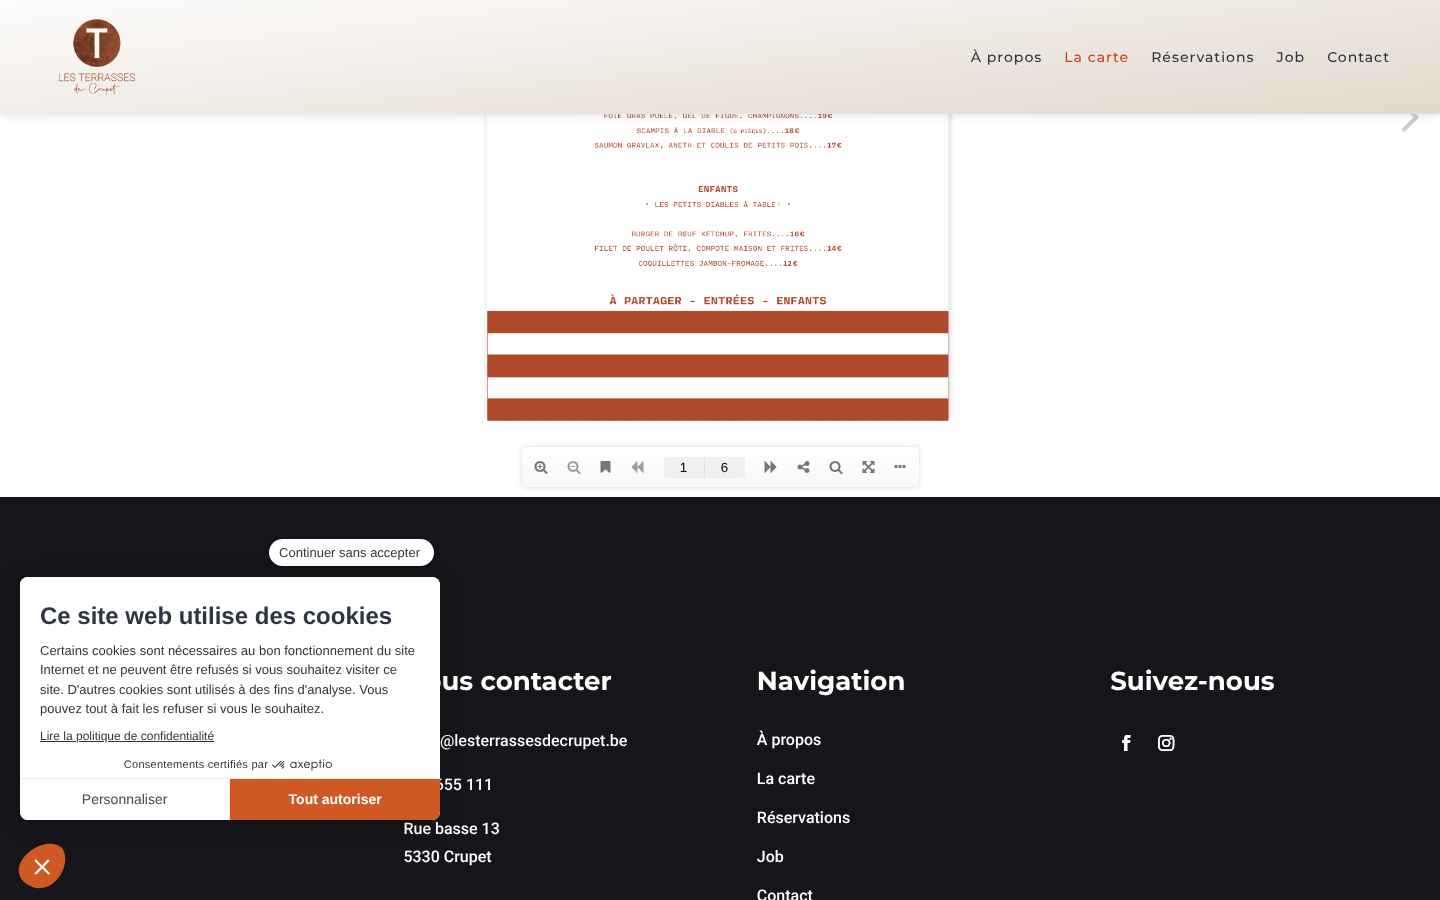 T
LES TERRASSES
de Crupet
À propos
La carte
Réservations
Job
Contact
FOIE GRAS POÊLÉ, GEL DE FIGUE, CHAMPIGNONS....19€
SCAMPIS À LA DIABLE (6 PIÈCES)....18€
SAUMON GRAVLAX, ANETH ET COULIS DE PETITS POIS....17€
ENFANTS
• LES PETITS DIABLES À TABLE! •
BURGER DE BŒUF KETCHUP, FRITES....16€
FILET DE POULET RÔTI, COMPOTE MAISON ET FRITES....14€
COQUILLETTES JAMBON-FROMAGE....12€
À PARTAGER - ENTRÉES - ENFANTS
1 6
Continuer sans accepter
Ce site web utilise des cookies
Certains cookies sont nécessaires au bon fonctionnement du site
Internet et ne peuvent être refusés si vous souhaitez visiter ce
site. D'autres cookies sont utilisés à des fins d'analyse. Vous
pouvez tout à fait les refuser si vous le souhaitez.
Lire la politique de confidentialité
Consentements certifiés par axeptio
Personnaliser
Tout autoriser
ous contacter
@lesterrassesdecrupet.be
655 111
Rue basse 13
5330 Crupet
Navigation
À propos
La carte
Réservations
Job
Contact
Suivez-nous